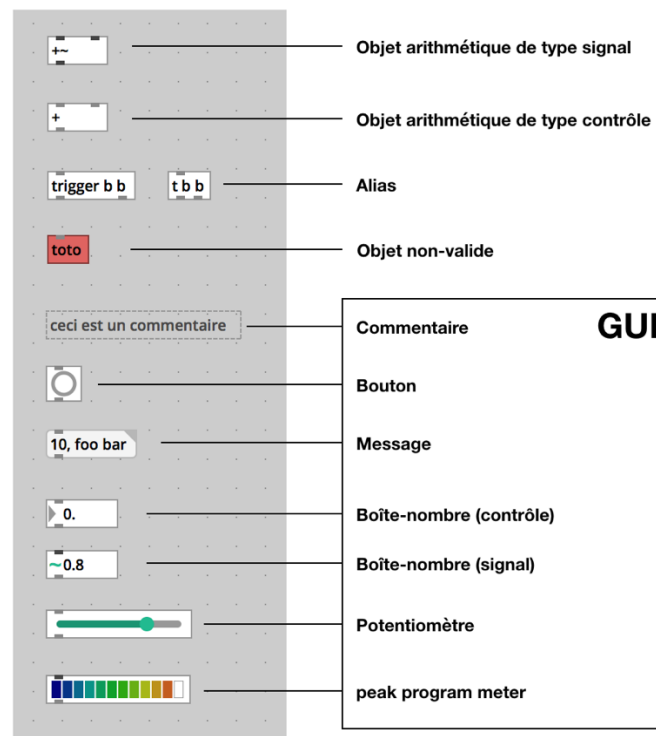 +~ Objet arithmétique de type signal
+ Objet arithmétique de type contrôle
trigger b b t b b Alias
toto Objet non-valide
ceci est un commentaire Commentaire GUI
Bouton
10, foo bar Message
0. Boîte-nombre (contrôle)
~0.8 Boîte-nombre (signal)
Potentiomètre
peak program meter